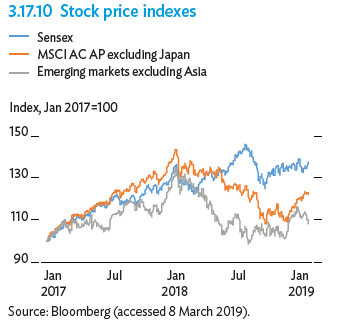 3.17.10 Stock price indexes
Sensex
MSCI AC AP excluding Japan
Emerging markets excluding Asia
Index, Jan 2017=100
150
130
110
90
Jan Jul Jan Jul Jan
2017 2018 2019
Source: Bloomberg (accessed 8 March 2019).